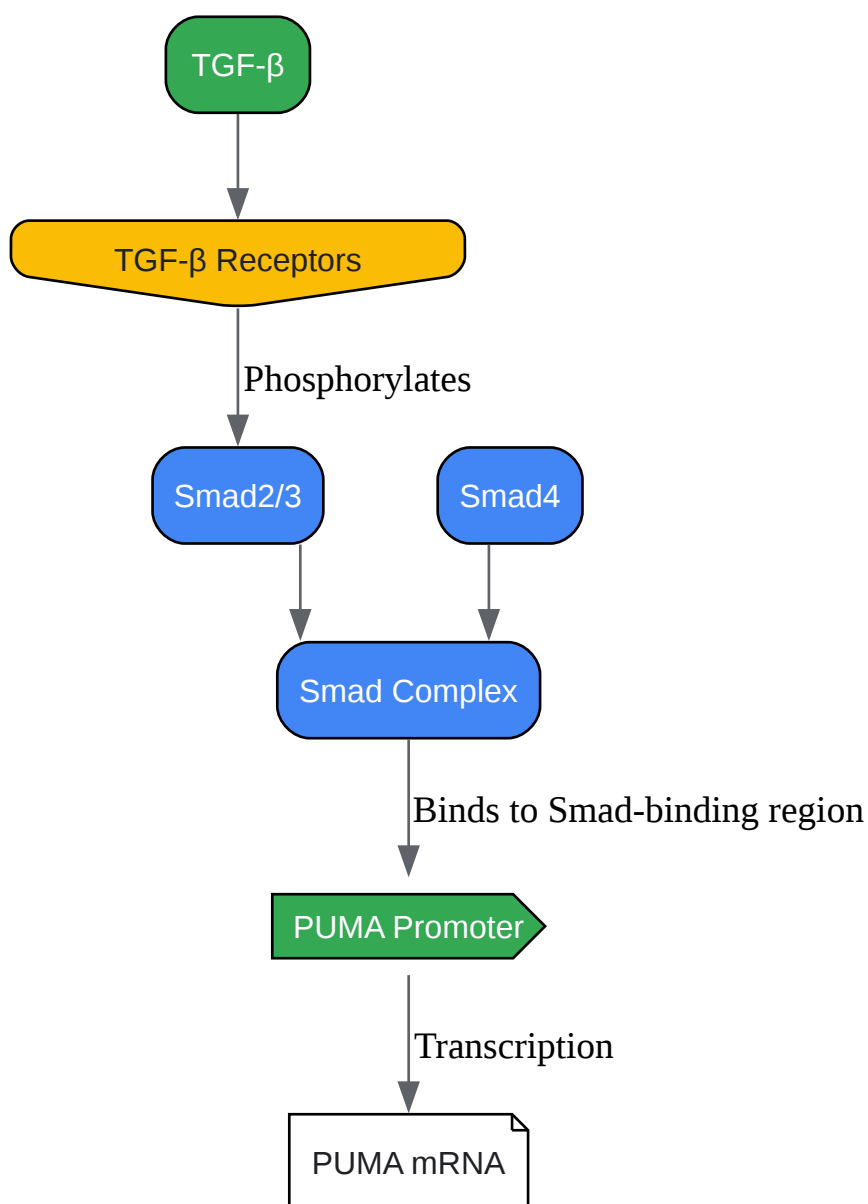 TGF-β
TGF-β Receptors
Phosphorylates
Smad2/3
Smad4
Smad Complex
Binds to Smad-binding region
PUMA Promoter
Transcription
PUMA mRNA